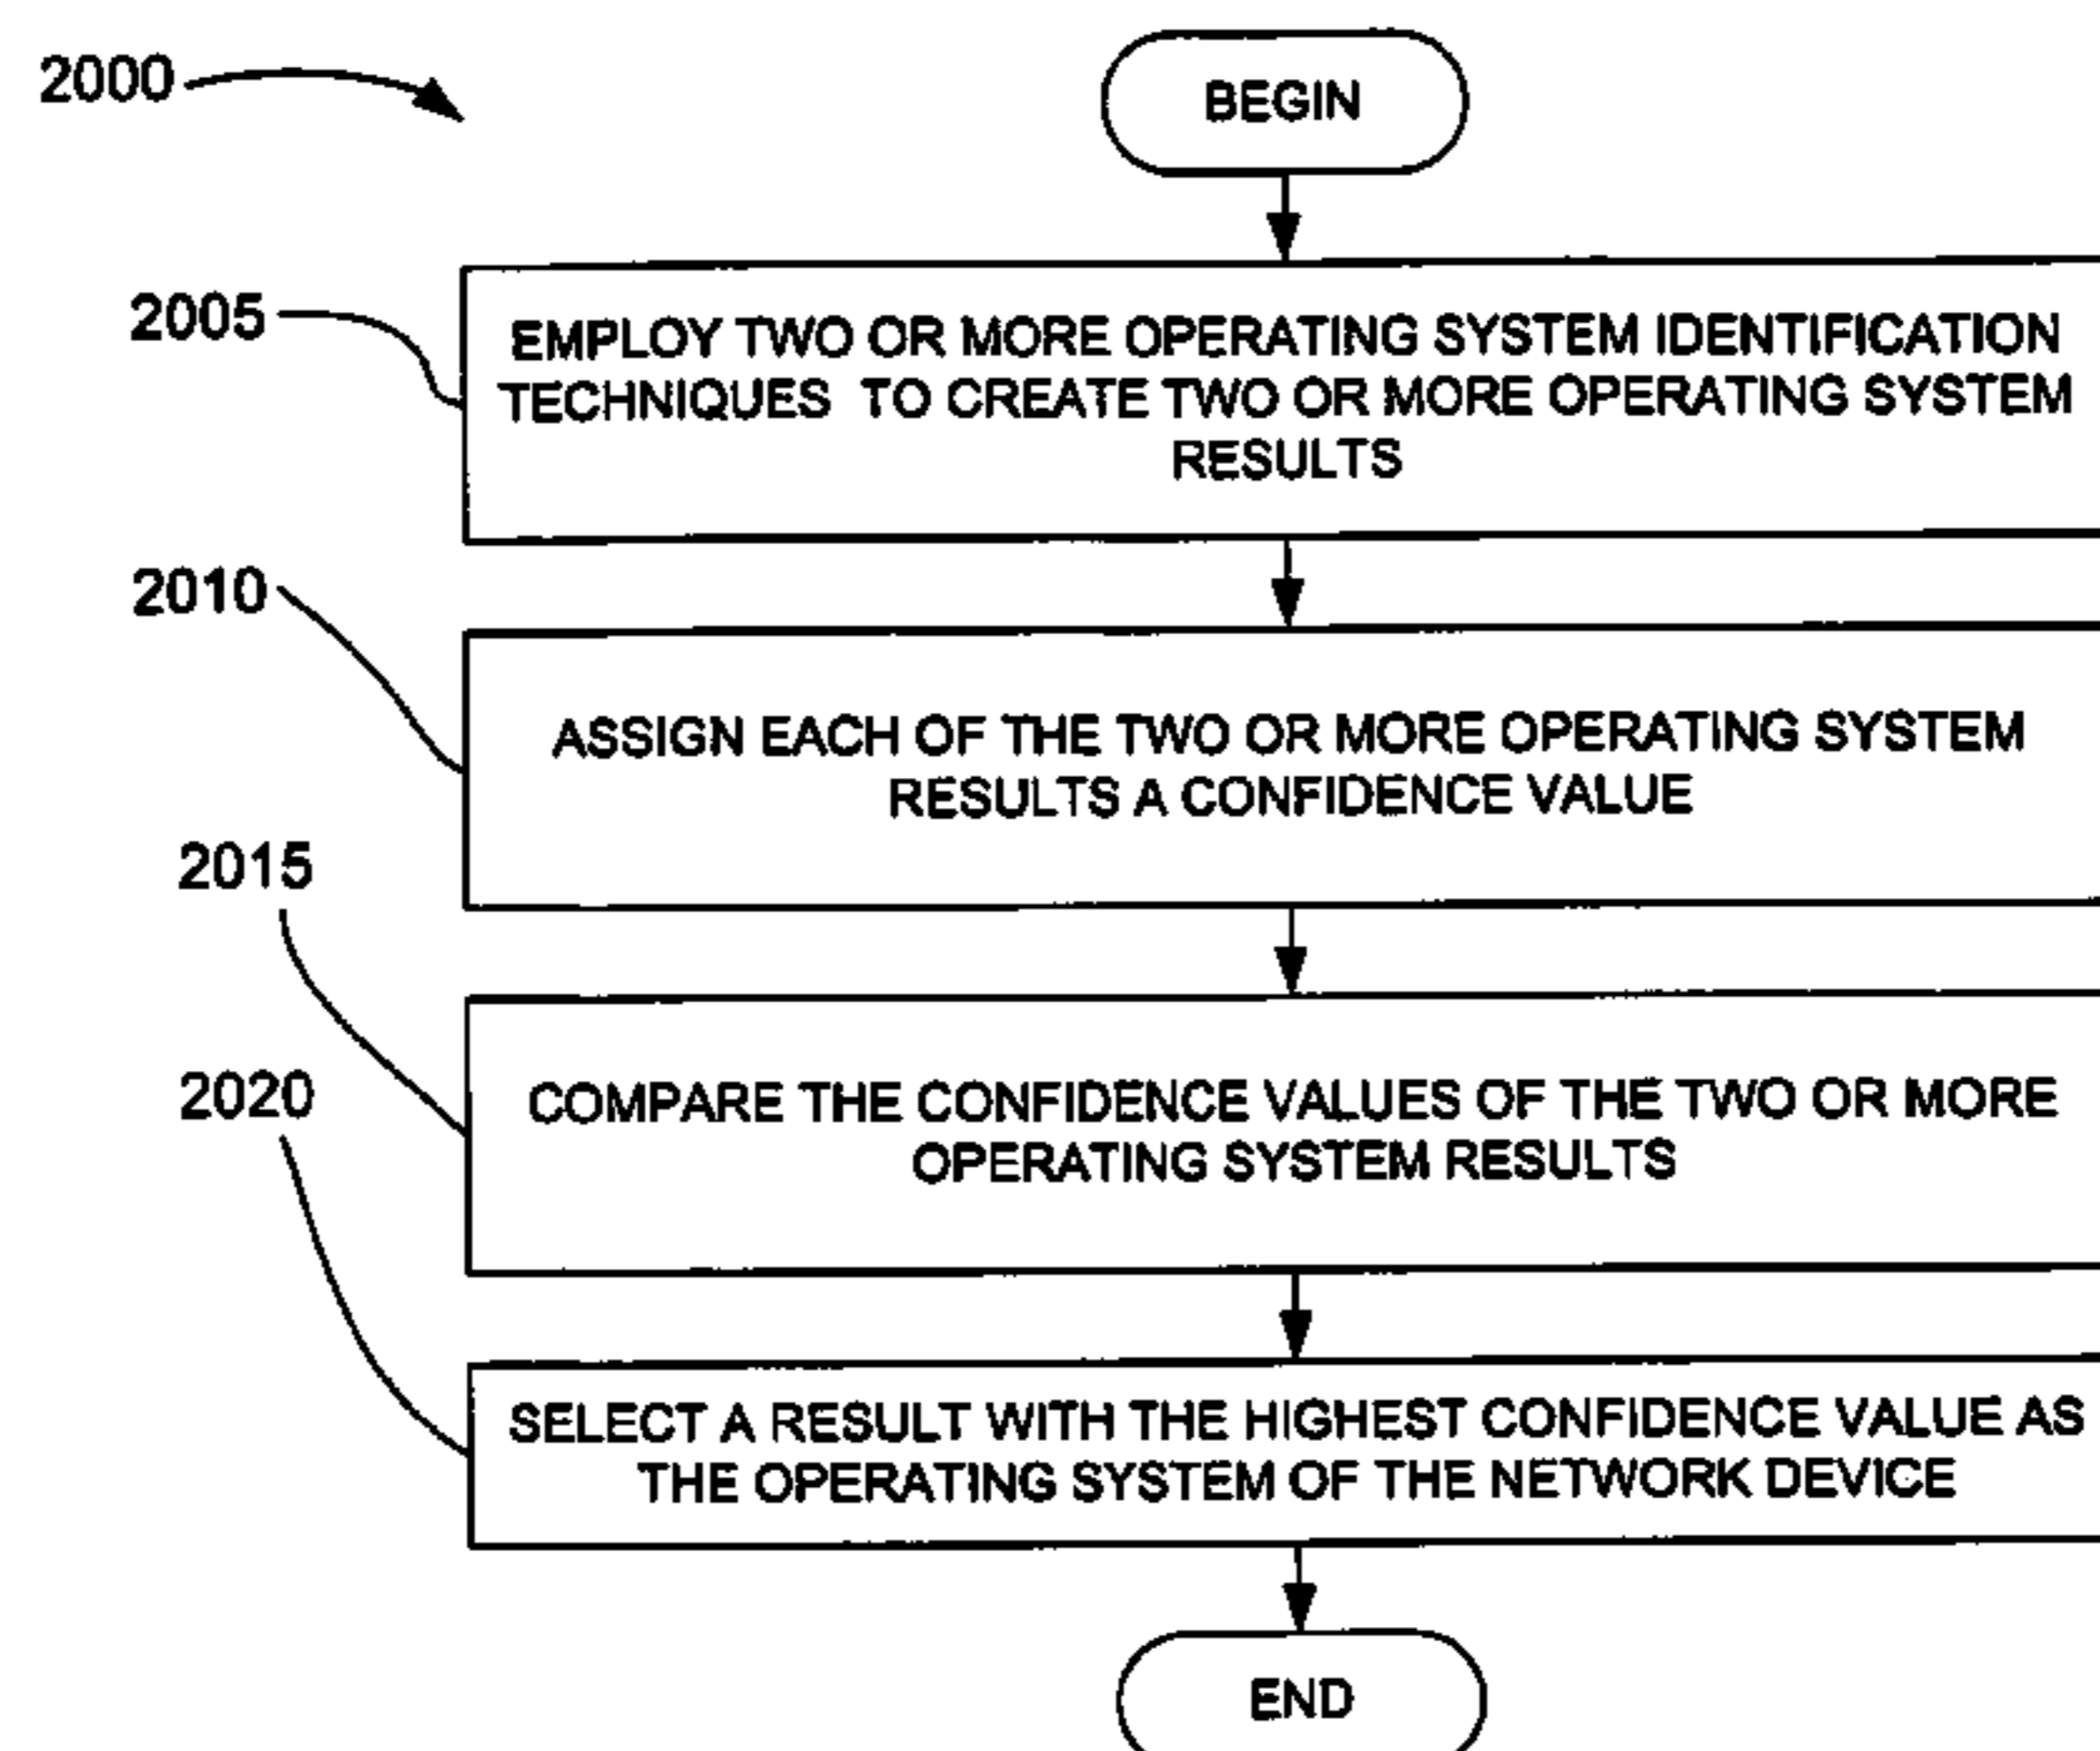 2000
BEGIN
2005
EMPLOY TWO OR MORE OPERATING SYSTEM IDENTIFICATION
TECHNIQUES TO CREATE TWO OR MORE OPERATING SYSTEM
RESULTS
2010
ASSIGN EACH OF THE TWO OR MORE OPERATING SYSTEM
RESULTS A CONFIDENCE VALUE
2015
COMPARE THE CONFIDENCE VALUES OF THE TWO OR MORE
OPERATING SYSTEM RESULTS
2020
SELECT A RESULT WITH THE HIGHEST CONFIDENCE VALUE AS
THE OPERATING SYSTEM OF THE NETWORK DEVICE
END